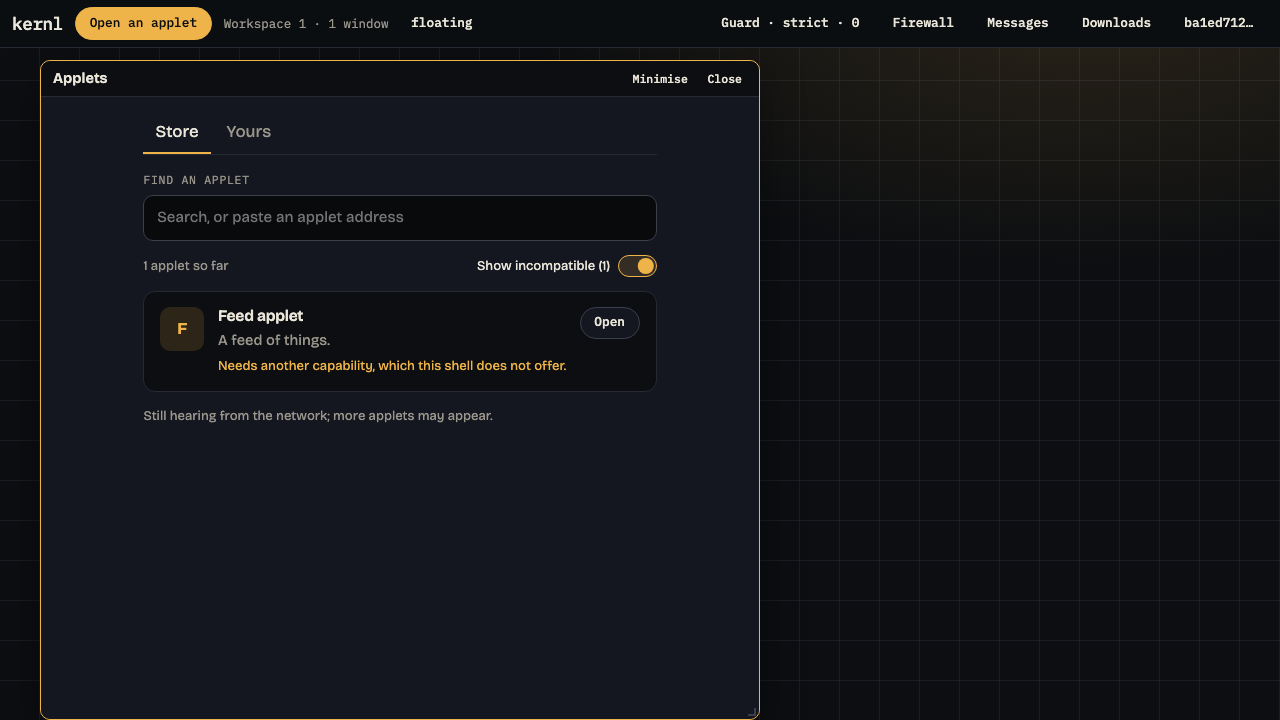 kernl Open an applet Workspace 1 · 1 window floating Guard · strict · 0 Firewall Messages Downloads ba1ed712…
Applets Minimise Close
Store Yours
FIND AN APPLET
Search, or paste an applet address
1 applet so far Show incompatible (1)
F Feed applet Open
A feed of things.
Needs another capability, which this shell does not offer.
Still hearing from the network; more applets may appear.